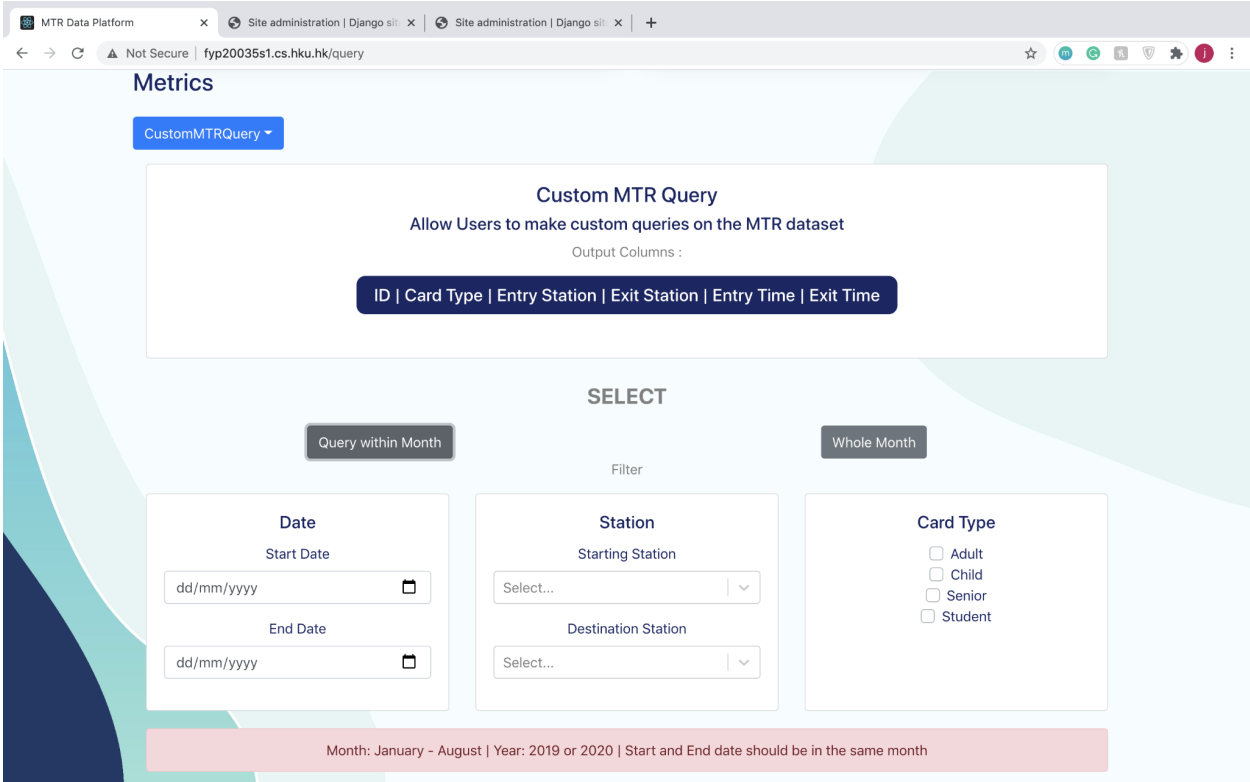 MTR Data Platform
Site administration | Django sit
Site administration | Django sit
Not Secure | fyp20035s1.cs.hku.hk/query
Metrics
CustomMTRQuery
Custom MTR Query
Allow Users to make custom queries on the MTR dataset
Output Columns :
ID | Card Type | Entry Station | Exit Station | Entry Time | Exit Time
SELECT
Query within Month
Whole Month
Filter
Date
Start Date
dd/mm/yyyy
End Date
dd/mm/yyyy
Station
Starting Station
Select...
Destination Station
Select...
Card Type
Adult
Child
Senior
Student
Month: January - August | Year: 2019 or 2020 | Start and End date should be in the same month